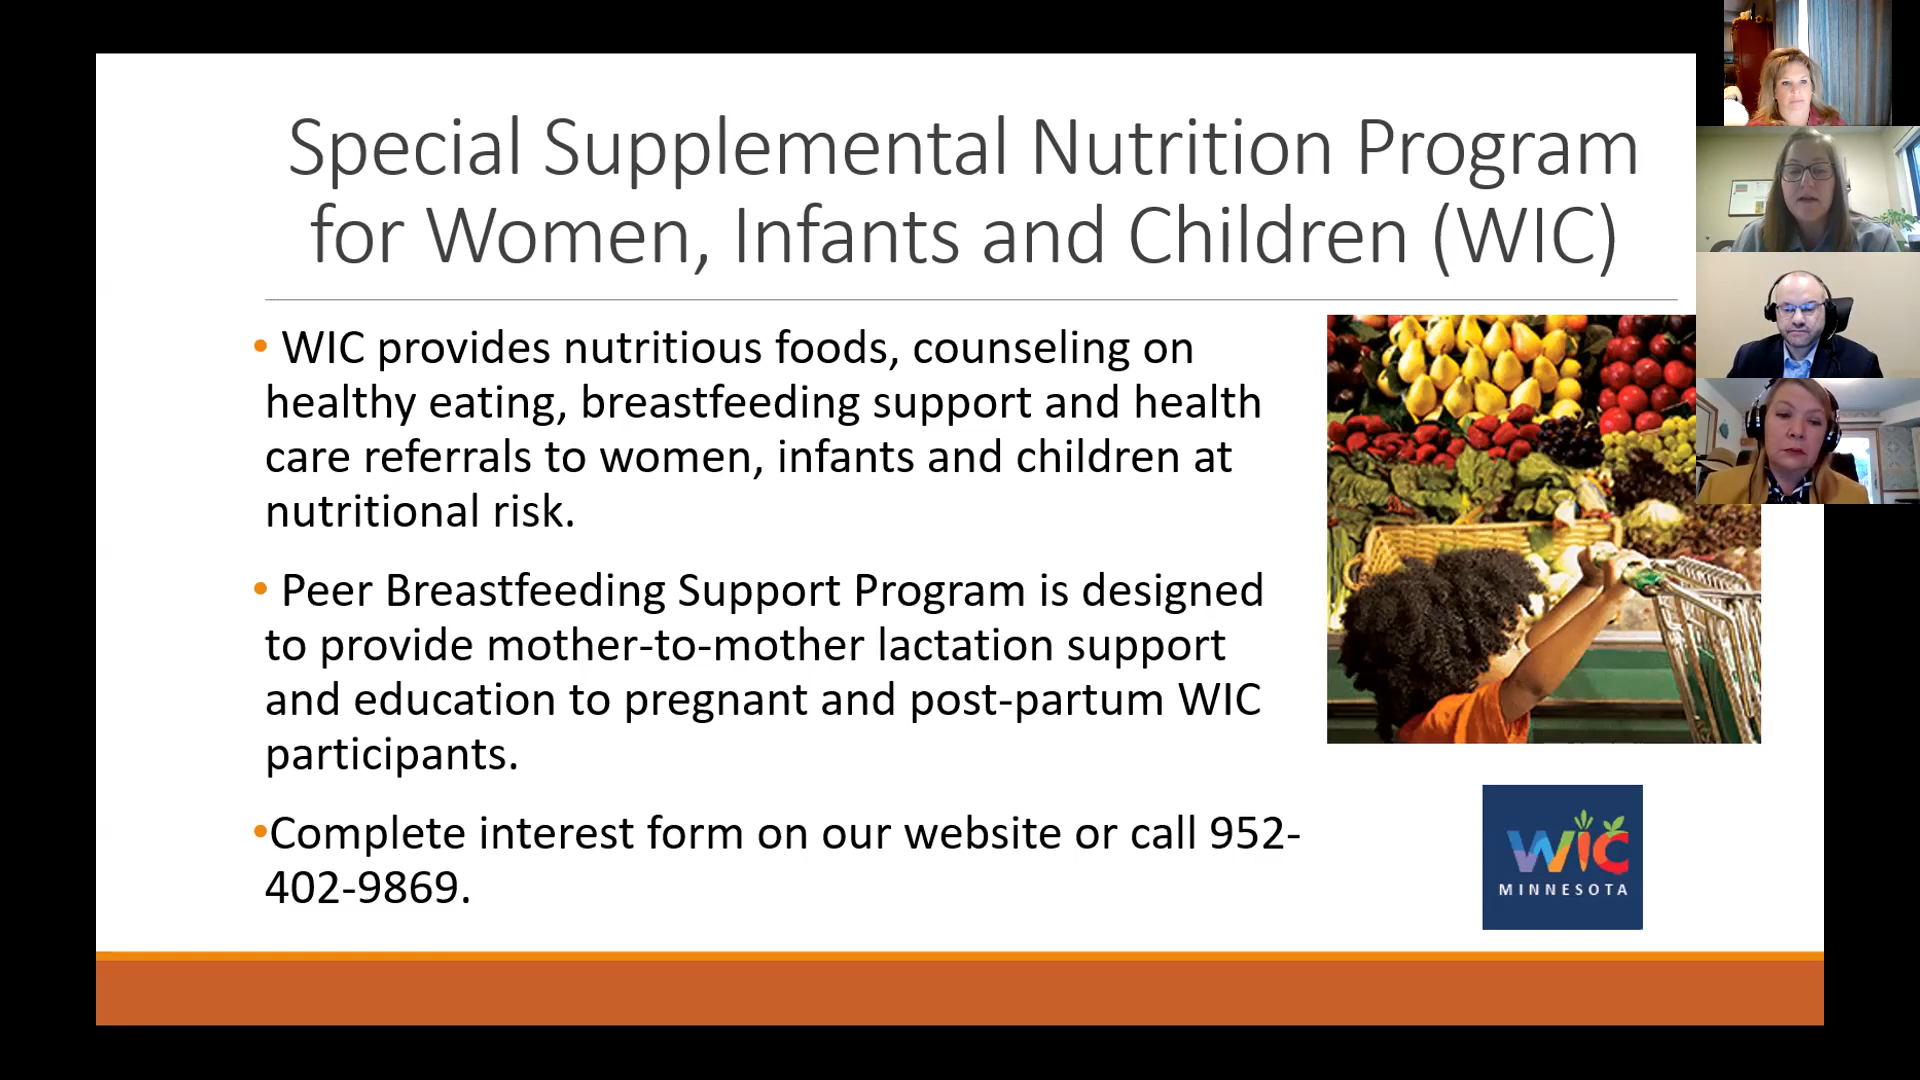 Special Supplemental Nutrition Program
for Women, Infants and Children (WIC)
• WIC provides nutritious foods, counseling on
healthy eating, breastfeeding support and health
care referrals to women, infants and children at
nutritional risk.
• Peer Breastfeeding Support Program is designed
to provide mother-to-mother lactation support
and education to pregnant and post-partum WIC
participants.
•Complete interest form on our website or call 952-
402-9869.
WIC
MINNESOTA